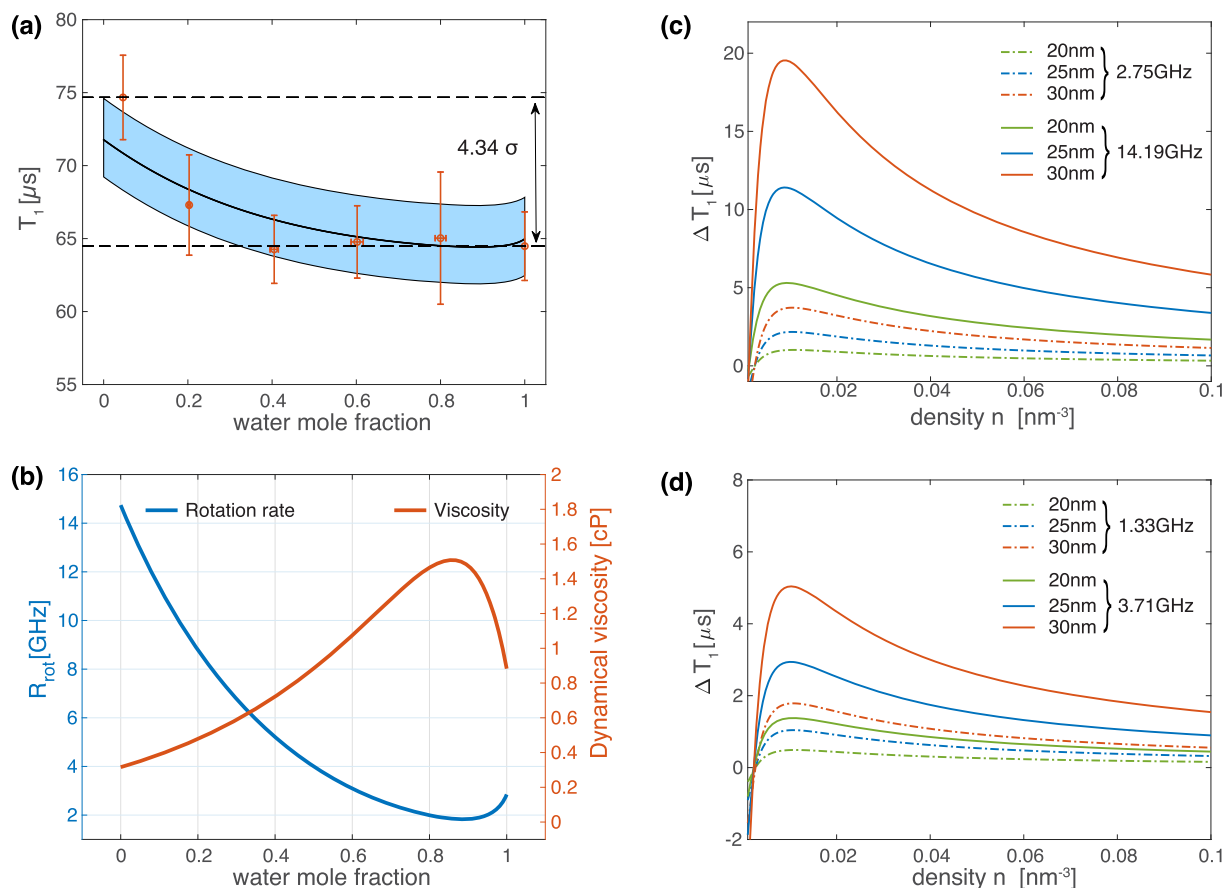 (a)
80
75
70
65
60
55
T1 [μs]
4.34 σ
0
0.2
0.4
0.6
0.8
1
water mole fraction
(b)
16
14
12
10
8
6
4
2
Rrot[GHz]
Rotation rate
Viscosity
2
1.8
1.6
1.4
1.2
1
0.8
0.6
0.4
0.2
0
Dynamical viscosity [cP]
0
0.2
0.4
0.6
0.8
1
water mole fraction
(c)
20
15
10
5
0
Δ T1 [μs]
20nm
25nm
30nm
2.75GHz
20nm
25nm
30nm
14.19GHz
0.02
0.04
0.06
0.08
0.1
density n [nm-3]
(d)
8
6
4
2
0
-2
Δ T1 [μs]
20nm
25nm
30nm
1.33GHz
20nm
25nm
30nm
3.71GHz
0.02
0.04
0.06
0.08
0.1
density n [nm-3]